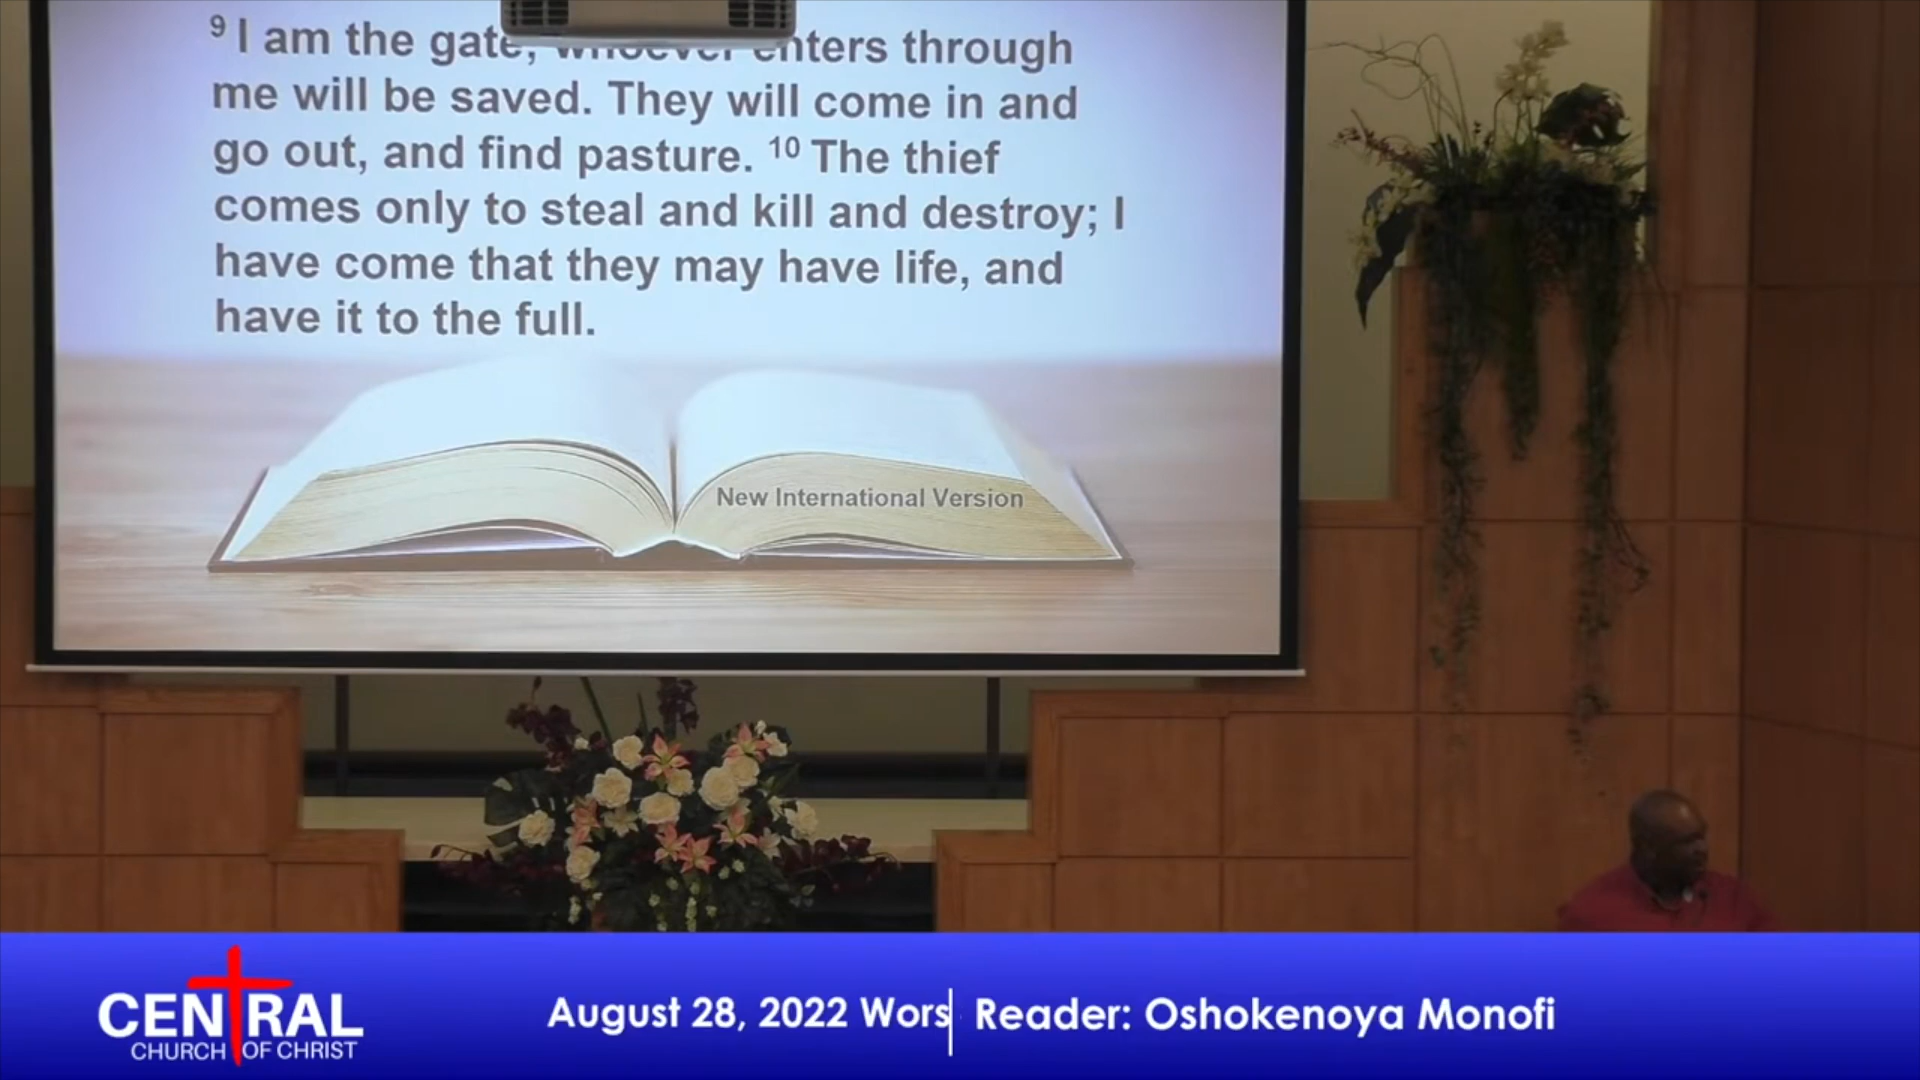 9 I am the gate; whoever enters through
me will be saved. They will come in and
go out, and find pasture. 10 The thief
comes only to steal and kill and destroy; I
have come that they may have life, and
have it to the full.
New International Version
CENTRAL
CHURCH OF CHRIST
August 28, 2022 Wors
Reader: Oshokenoya Monofi